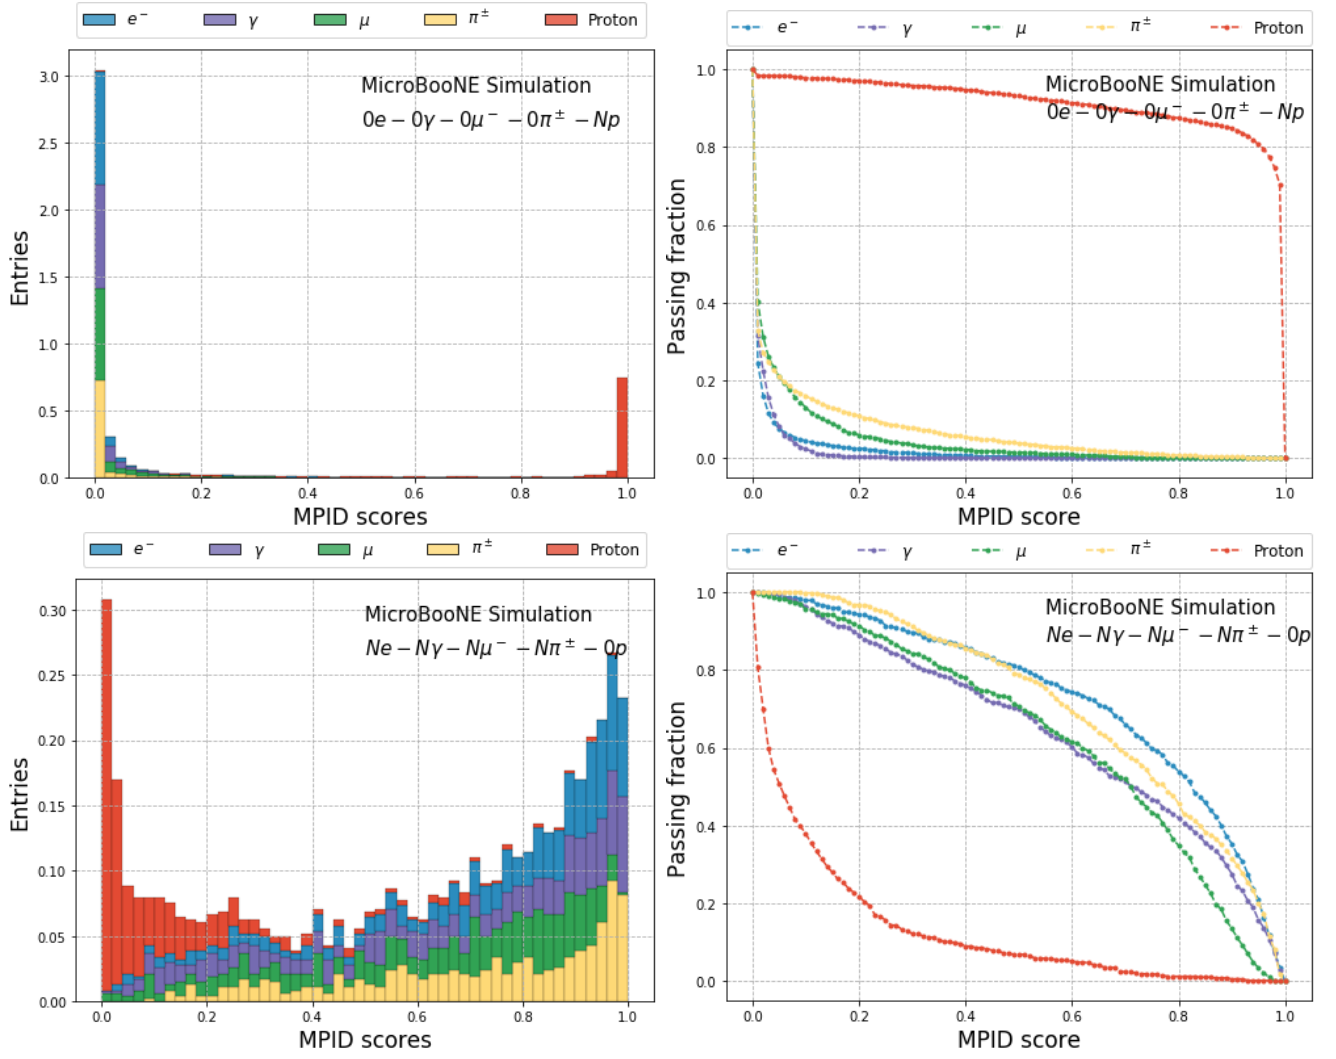 e⁻ γ μ π± Proton
MicroBooNE Simulation
0e − 0γ − 0μ⁻ − 0π± − Np
Entries
3.0
2.5
2.0
1.5
1.0
0.5
0.0
0.0 0.2 0.4 0.6 0.8 1.0
MPID scores
e⁻ γ μ π± Proton
MicroBooNE Simulation
0e − 0γ − 0μ⁻ − 0π± − Np
Passing fraction
1.0
0.8
0.6
0.4
0.2
0.0
0.0 0.2 0.4 0.6 0.8 1.0
MPID score
e⁻ γ μ π± Proton
MicroBooNE Simulation
Ne − Nγ − Nμ⁻ − Nπ± − 0p
Entries
0.30
0.25
0.20
0.15
0.10
0.05
0.00
0.0 0.2 0.4 0.6 0.8 1.0
MPID scores
e⁻ γ μ π± Proton
MicroBooNE Simulation
Ne − Nγ − Nμ⁻ − Nπ± − 0p
Passing fraction
1.0
0.8
0.6
0.4
0.2
0.0
0.0 0.2 0.4 0.6 0.8 1.0
MPID score